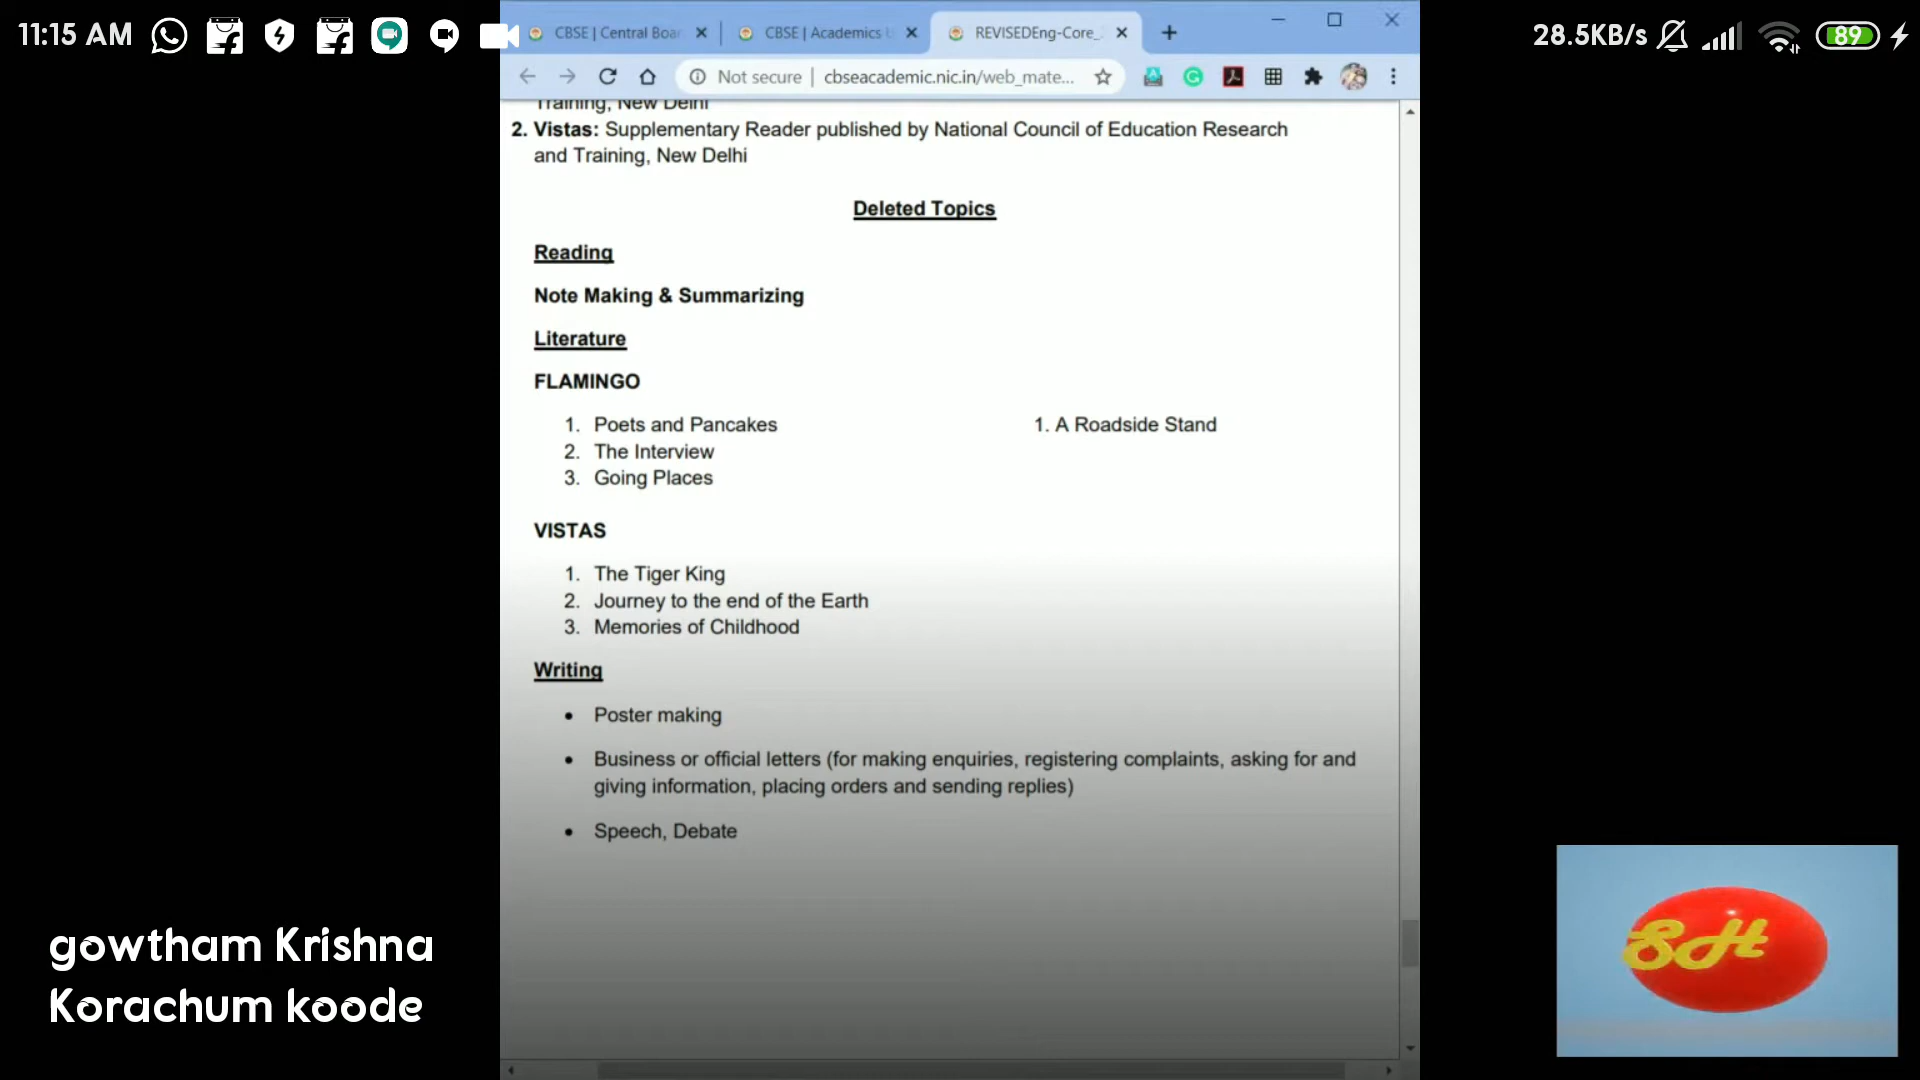 11:15 AM
28.5KB/s
89
CBSE | Central Boar
CBSE | Academics U
REVISEDEng-Core_
Not secure | cbseacademic.nic.in/web_mate...
Training, New Delhi
2. Vistas: Supplementary Reader published by National Council of Education Research
and Training, New Delhi
Deleted Topics
Reading
Note Making & Summarizing
Literature
FLAMINGO
1. Poets and Pancakes
1. A Roadside Stand
2. The Interview
3. Going Places
VISTAS
1. The Tiger King
2. Journey to the end of the Earth
3. Memories of Childhood
Writing
• Poster making
• Business or official letters (for making enquiries, registering complaints, asking for and
giving information, placing orders and sending replies)
• Speech, Debate
gowtham Krishna
Korachum koode
SH